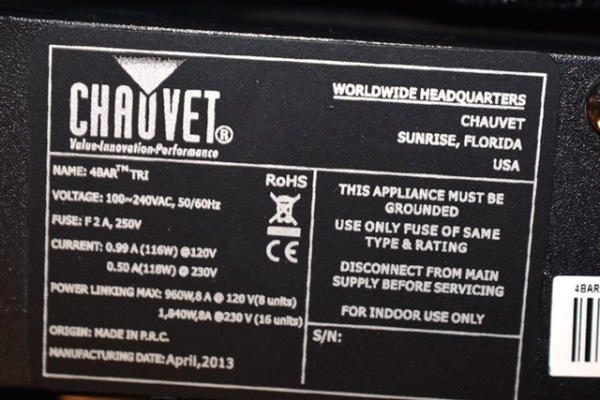 CHAUVET®
Value-Innovation-Performance
WORLDWIDE HEADQUARTERS
CHAUVET
SUNRISE, FLORIDA
USA
NAME: 4BAR™ TRI
VOLTAGE: 100~240VAC, 50/60Hz
FUSE: F 2 A, 250V
CURRENT: 0.99 A (116W) @120V
0.50 A(118W) @ 230V
POWER LINKING MAX: 960W,8 A @ 120 V(8 units)
1,840W,8A @230 V (16 units)
ORIGIN: MADE IN P.R.C.
MANUFACTURING DATE: April,2013
RoHS
CE
THIS APPLIANCE MUST BE
GROUNDED
USE ONLY FUSE OF SAME
TYPE & RATING
DISCONNECT FROM MAIN
SUPPLY BEFORE SERVICING
FOR INDOOR USE ONLY
S/N:
4BAR